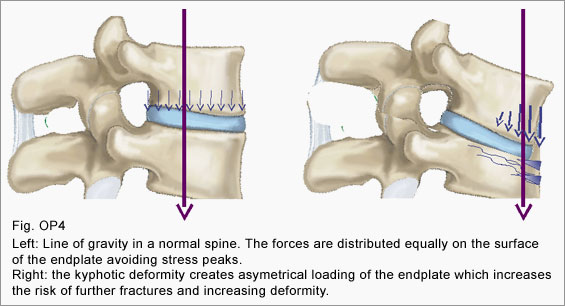 Fig. OP4
Left: Line of gravity in a normal spine. The forces are distributed equally on the surface
of the endplate avoiding stress peaks.
Right: the kyphotic deformity creates asymetrical loading of the endplate which increases
the risk of further fractures and increasing deformity.